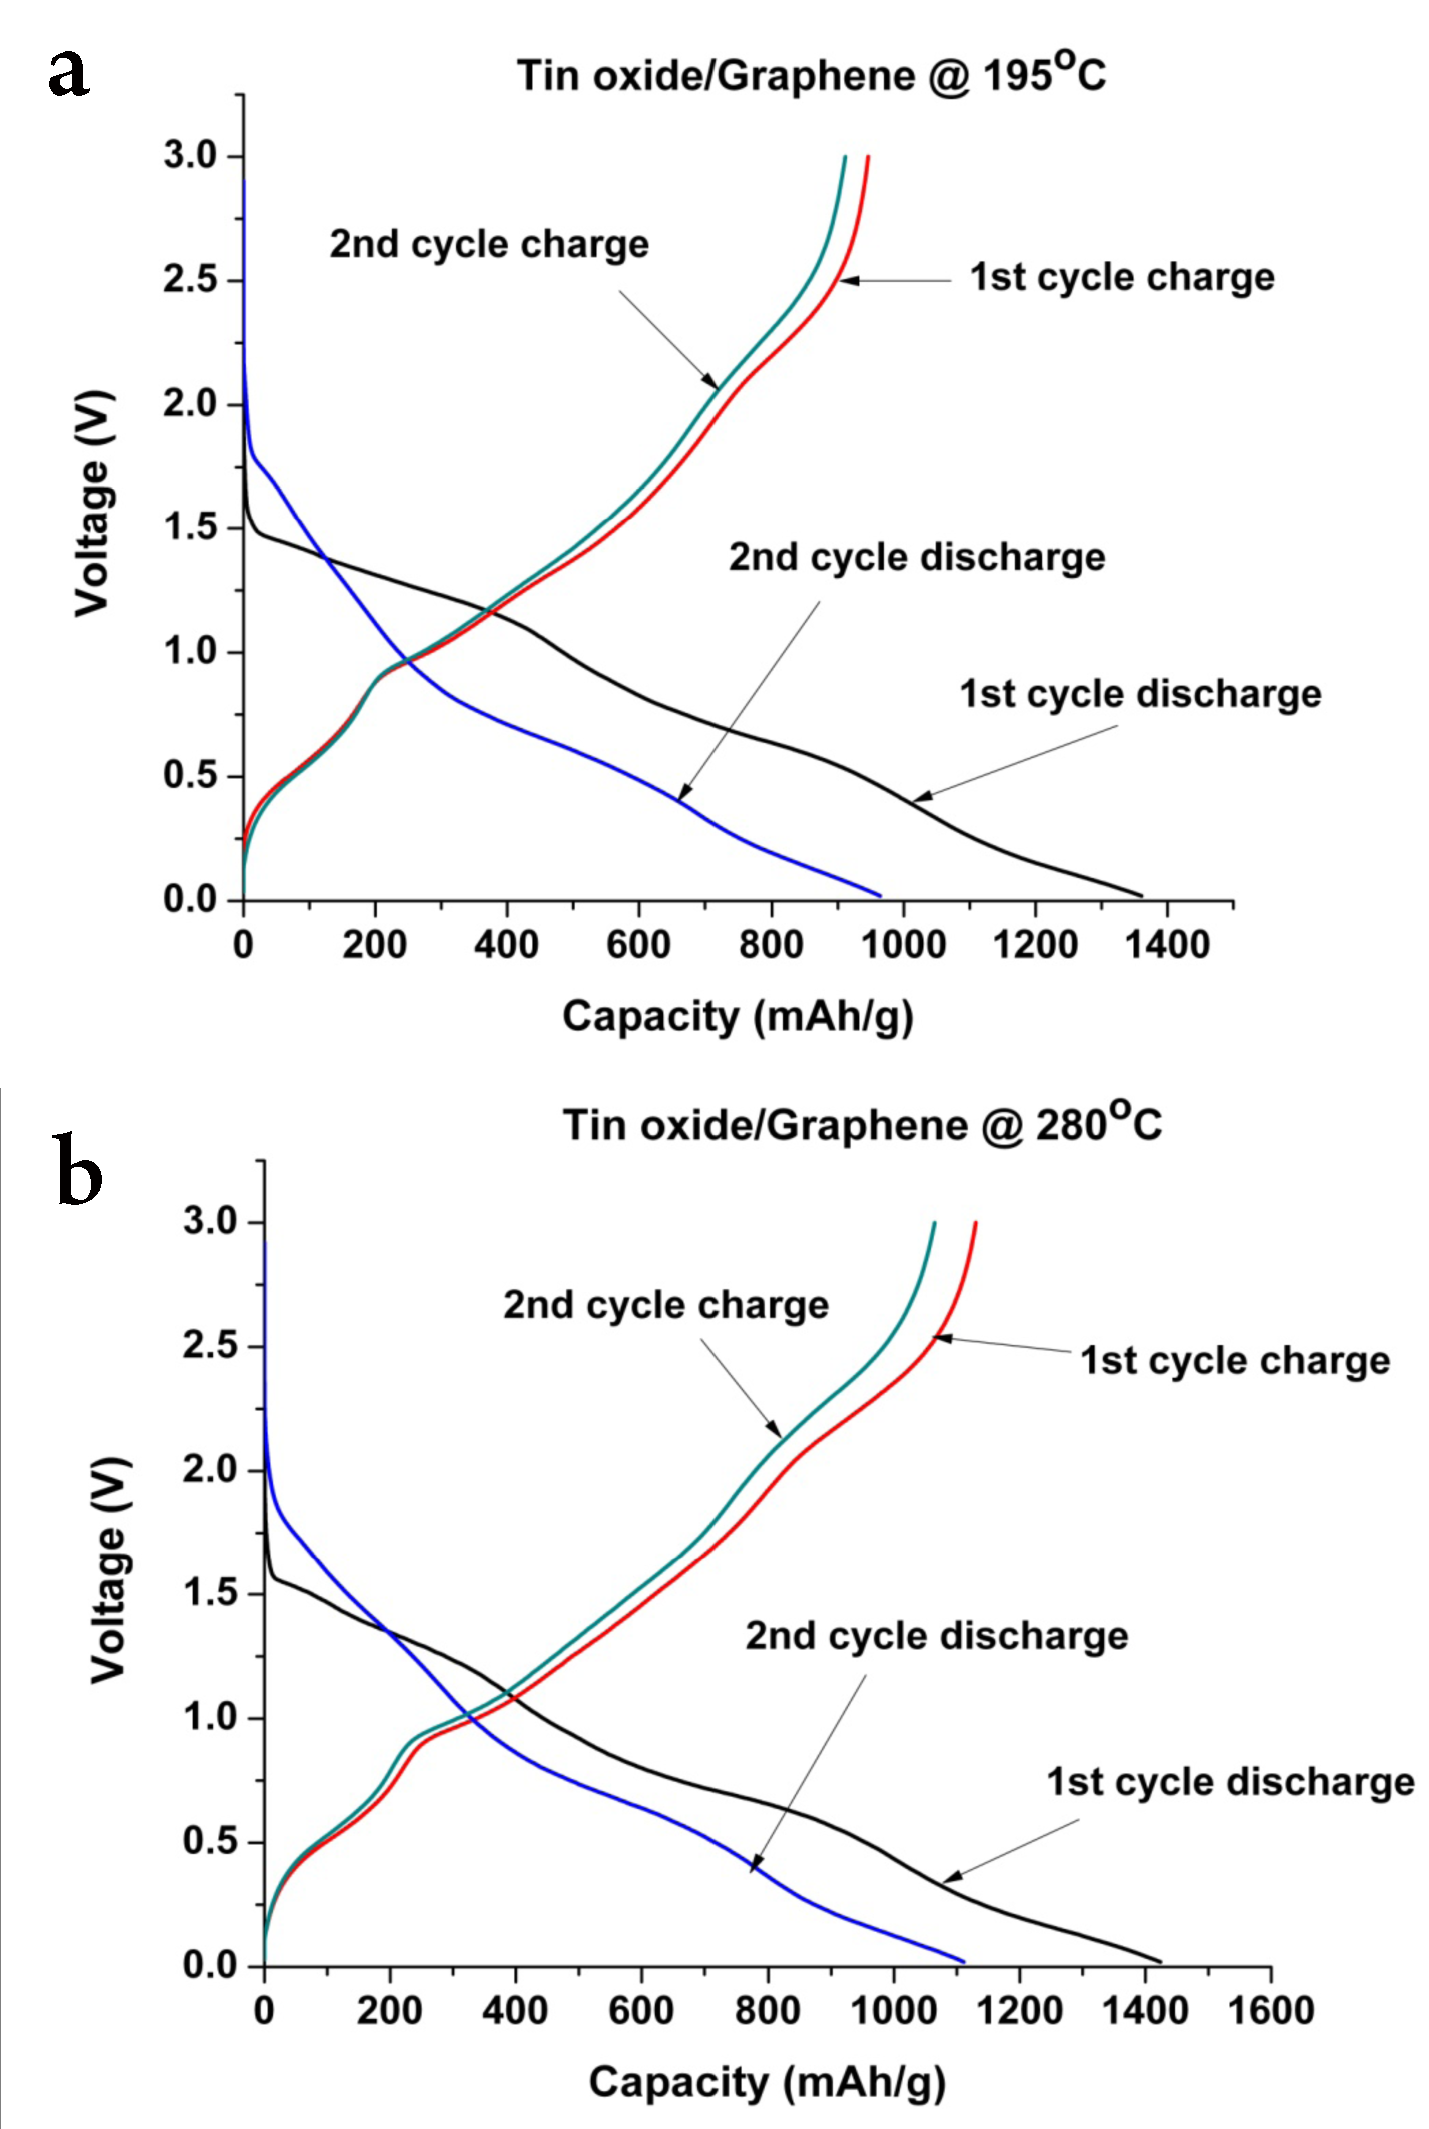 a
Tin oxide/Graphene @ 195°C
3.0
2nd cycle charge
2.5
1st cycle charge
2.0
Voltage (V)
1.5
2nd cycle discharge
1.0
1st cycle discharge
0.5
0.0
0 200 400 600 800 1000 1200 1400
Capacity (mAh/g)
b
Tin oxide/Graphene @ 280°C
3.0
2nd cycle charge
2.5
1st cycle charge
2.0
Voltage (V)
1.5
2nd cycle discharge
1.0
1st cycle discharge
0.5
0.0
0 200 400 600 800 1000 1200 1400 1600
Capacity (mAh/g)